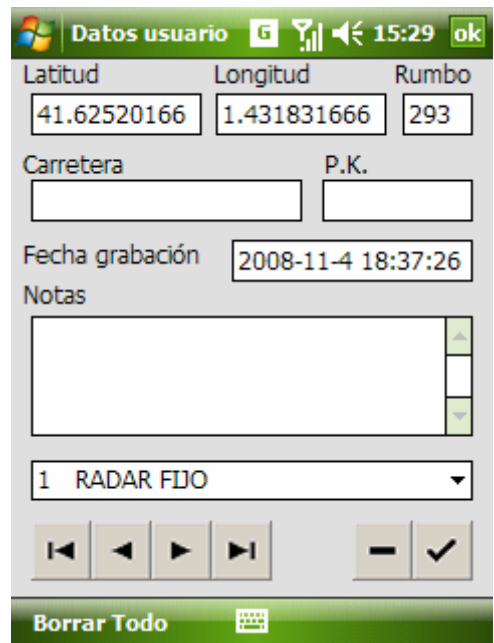 Datos usuario G 15:29 ok
Latitud Longitud Rumbo
41.62520166 1.431831666 293
Carretera P.K.
Fecha grabación 2008-11-4 18:37:26
Notas
1 RADAR FIJO
Borrar Todo